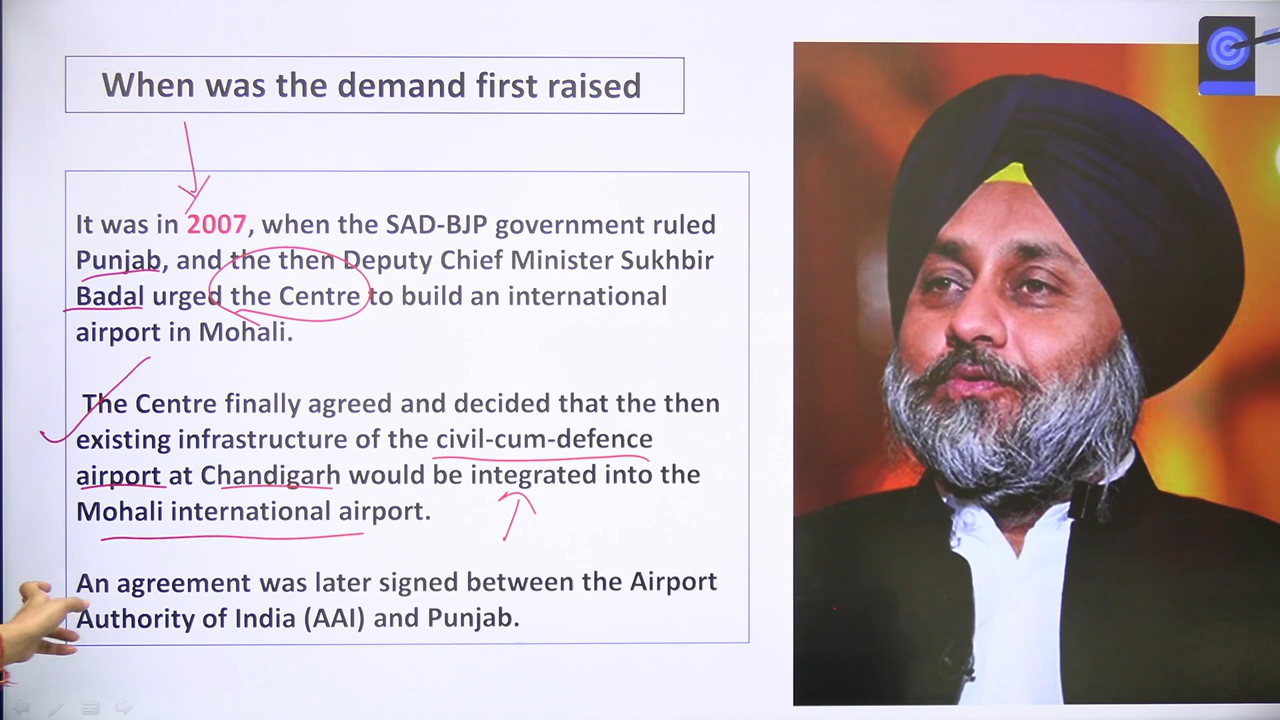 When was the demand first raised
It was in 2007, when the SAD-BJP government ruled
Punjab, and the then Deputy Chief Minister Sukhbir
Badal urged the Centre to build an international
airport in Mohali.
The Centre finally agreed and decided that the then
existing infrastructure of the civil-cum-defence
airport at Chandigarh would be integrated into the
Mohali international airport.
An agreement was later signed between the Airport
Authority of India (AAI) and Punjab.